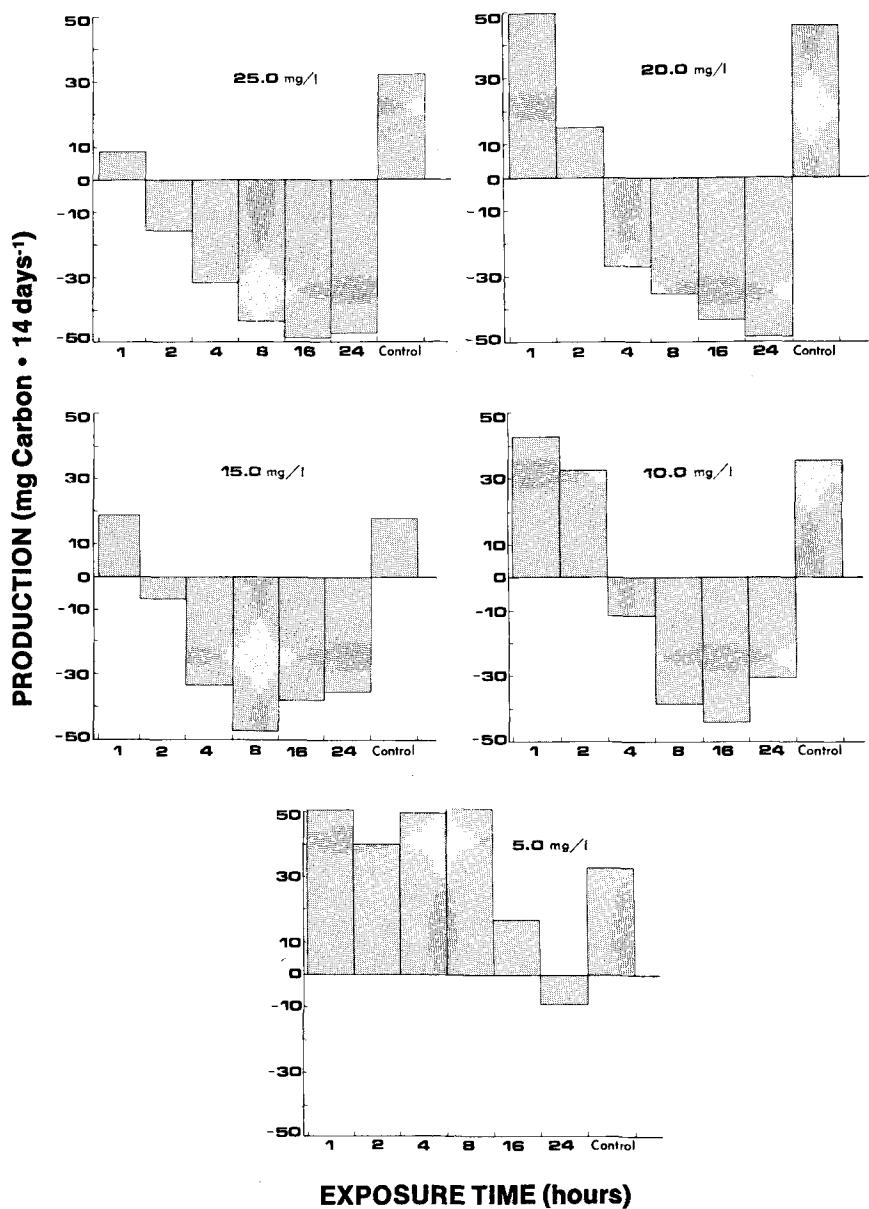 PRODUCTION (mg Carbon • 14 days⁻¹)
25.0 mg/l
50
30
10
0
-10
-30
-50
1 2 4 8 16 24 Control
20.0 mg/l
50
30
10
0
-10
-30
-50
1 2 4 8 16 24 Control
15.0 mg/l
50
30
10
0
-10
-30
-50
1 2 4 8 16 24 Control
10.0 mg/l
50
30
10
0
-10
-30
-50
1 2 4 8 16 24 Control
5.0 mg/l
50
30
10
0
-10
-30
-50
1 2 4 8 16 24 Control
EXPOSURE TIME (hours)